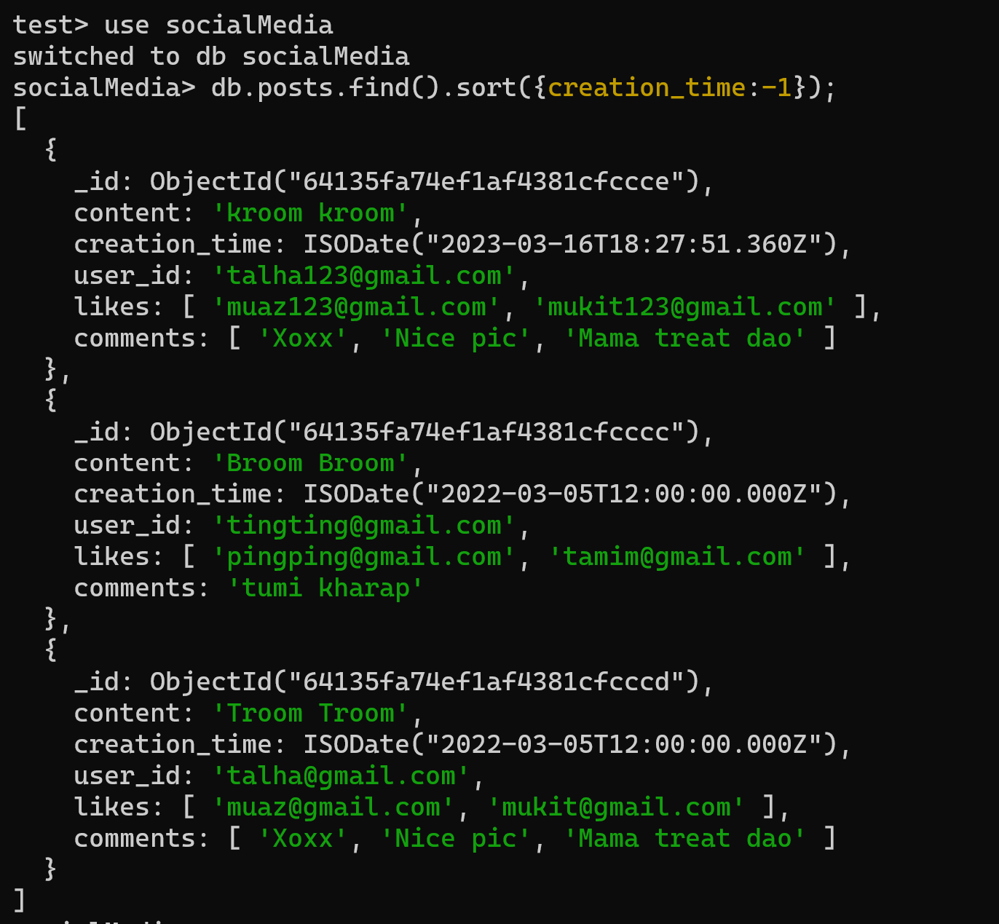 test> use socialMedia
switched to db socialMedia
socialMedia> db.posts.find().sort({creation_time:-1});
[
  {
    _id: ObjectId("64135fa74ef1af4381cfccce"),
    content: 'kroom kroom',
    creation_time: ISODate("2023-03-16T18:27:51.360Z"),
    user_id: 'talha123@gmail.com',
    likes: [ 'muaz123@gmail.com', 'mukit123@gmail.com' ],
    comments: [ 'Xoxx', 'Nice pic', 'Mama treat dao' ]
  },
  {
    _id: ObjectId("64135fa74ef1af4381cfcccc"),
    content: 'Broom Broom',
    creation_time: ISODate("2022-03-05T12:00:00.000Z"),
    user_id: 'tingting@gmail.com',
    likes: [ 'pingping@gmail.com', 'tamim@gmail.com' ],
    comments: 'tumi kharap'
  },
  {
    _id: ObjectId("64135fa74ef1af4381cfcccd"),
    content: 'Troom Troom',
    creation_time: ISODate("2022-03-05T12:00:00.000Z"),
    user_id: 'talha@gmail.com',
    likes: [ 'muaz@gmail.com', 'mukit@gmail.com' ],
    comments: [ 'Xoxx', 'Nice pic', 'Mama treat dao' ]
  }
]